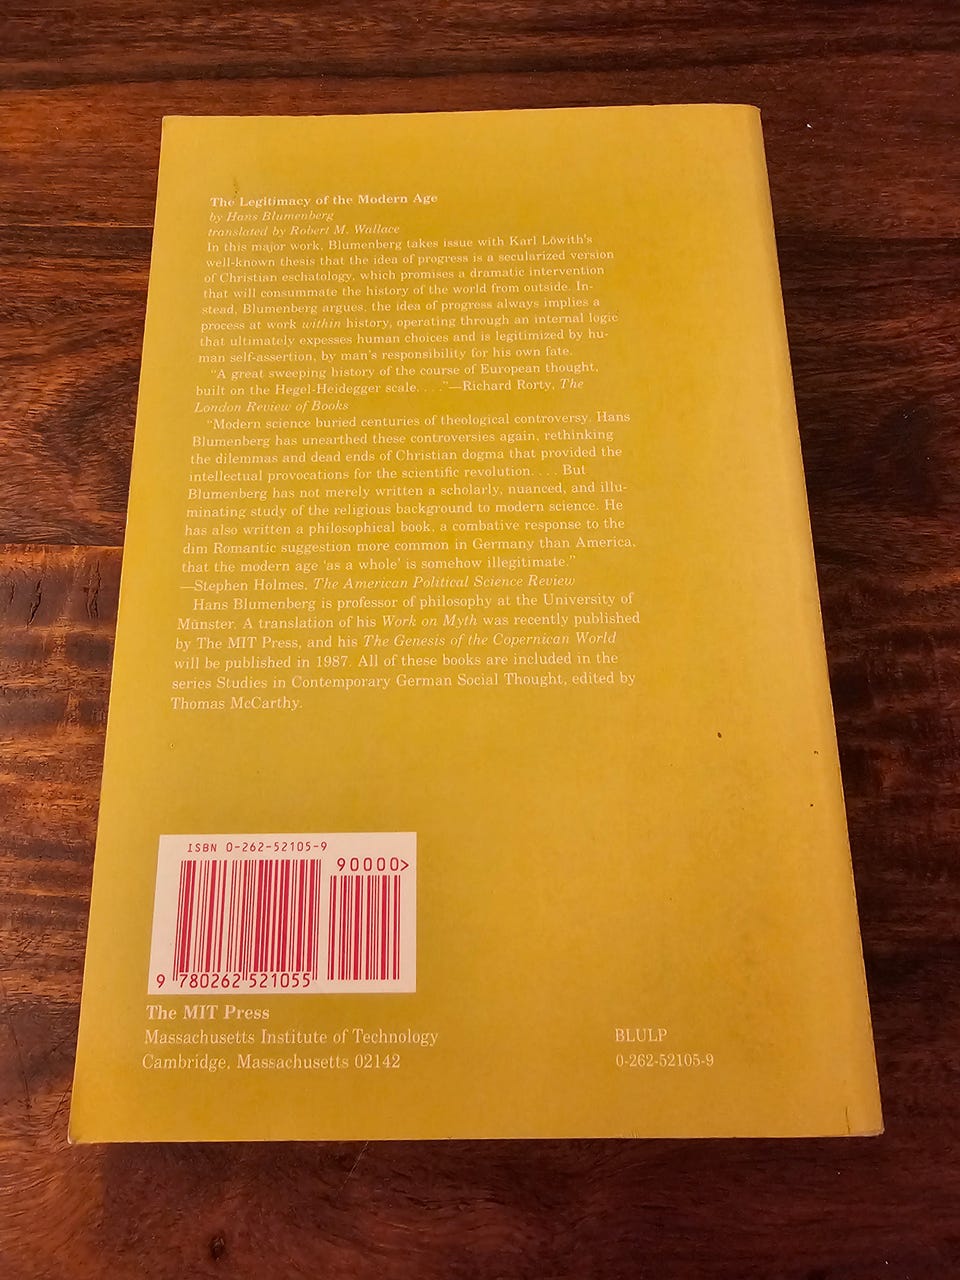 The Legitimacy of the Modern Age
by Hans Blumenberg
translated by Robert M. Wallace
In this major work, Blumenberg takes issue with Karl Löwith's
well-known thesis that the idea of progress is a secularized version
of Christian eschatology, which promises a dramatic intervention
that will consummate the history of the world from outside. In-
stead, Blumenberg argues, the idea of progress always implies a
process at work within history, operating through an internal logic
that ultimately expesses human choices and is legitimized by hu-
man self-assertion, by man's responsibility for his own fate.
"A great sweeping history of the course of European thought,
built on the Hegel-Heidegger scale. . . ."—Richard Rorty, The
London Review of Books
"Modern science buried centuries of theological controversy. Hans
Blumenberg has unearthed these controversies again, rethinking
the dilemmas and dead ends of Christian dogma that provided the
intellectual provocations for the scientific revolution. . . . But
Blumenberg has not merely written a scholarly, nuanced, and illu-
minating study of the religious background to modern science. He
has also written a philosophical book, a combative response to the
dim Romantic suggestion more common in Germany than America,
that the modern age 'as a whole' is somehow illegitimate."
—Stephen Holmes, The American Political Science Review
Hans Blumenberg is professor of philosophy at the University of
Münster. A translation of his Work on Myth was recently published
by The MIT Press, and his The Genesis of the Copernican World
will be published in 1987. All of these books are included in the
series Studies in Contemporary German Social Thought, edited by
Thomas McCarthy.
ISBN 0-262-52105-9
90000>
9 780262 521055
The MIT Press
Massachusetts Institute of Technology
Cambridge, Massachusetts 02142
BLULP
0-262-52105-9